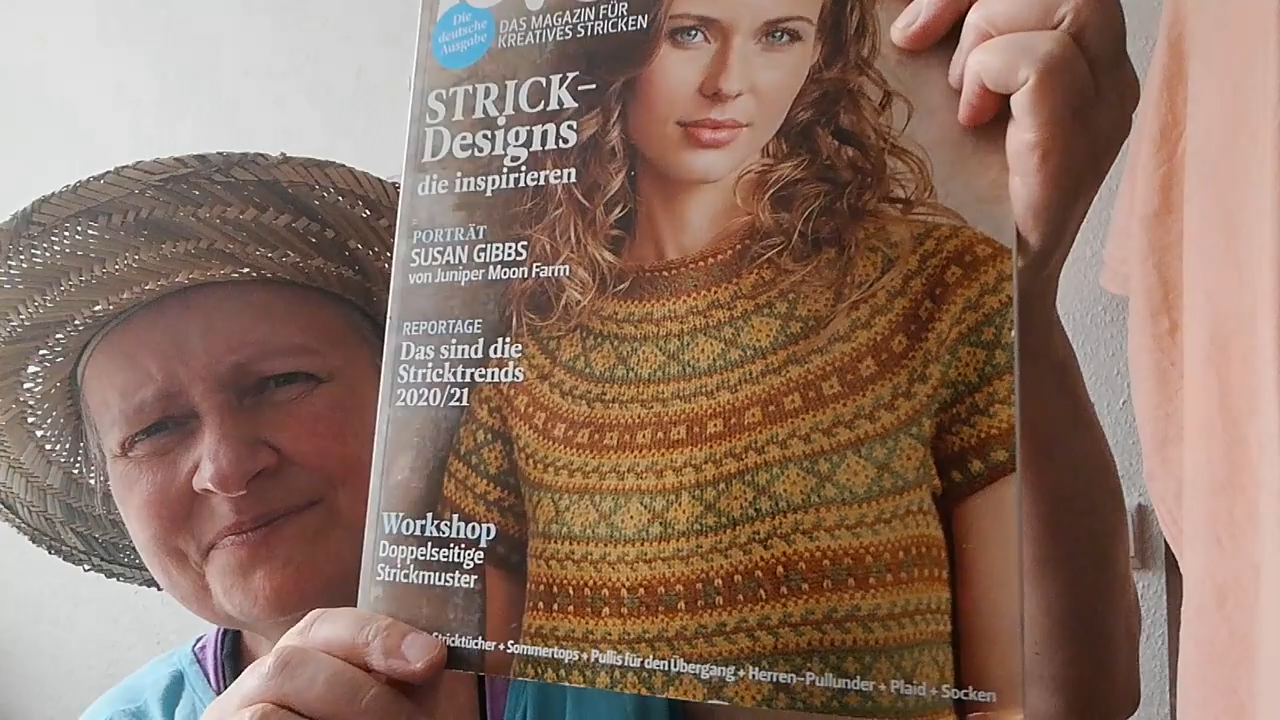 Die
deutsche
Ausgabe
DAS MAGAZIN FÜR
KREATIVES STRICKEN
STRICK-
Designs
die inspirieren
PORTRÄT
SUSAN GIBBS
von Juniper Moon Farm
REPORTAGE
Das sind die
Stricktrends
2020/21
Workshop
Doppelseitige
Strickmuster
Stricktücher + Sommertops + Pullis für den Übergang + Herren-Pullunder + Plaid + Socken